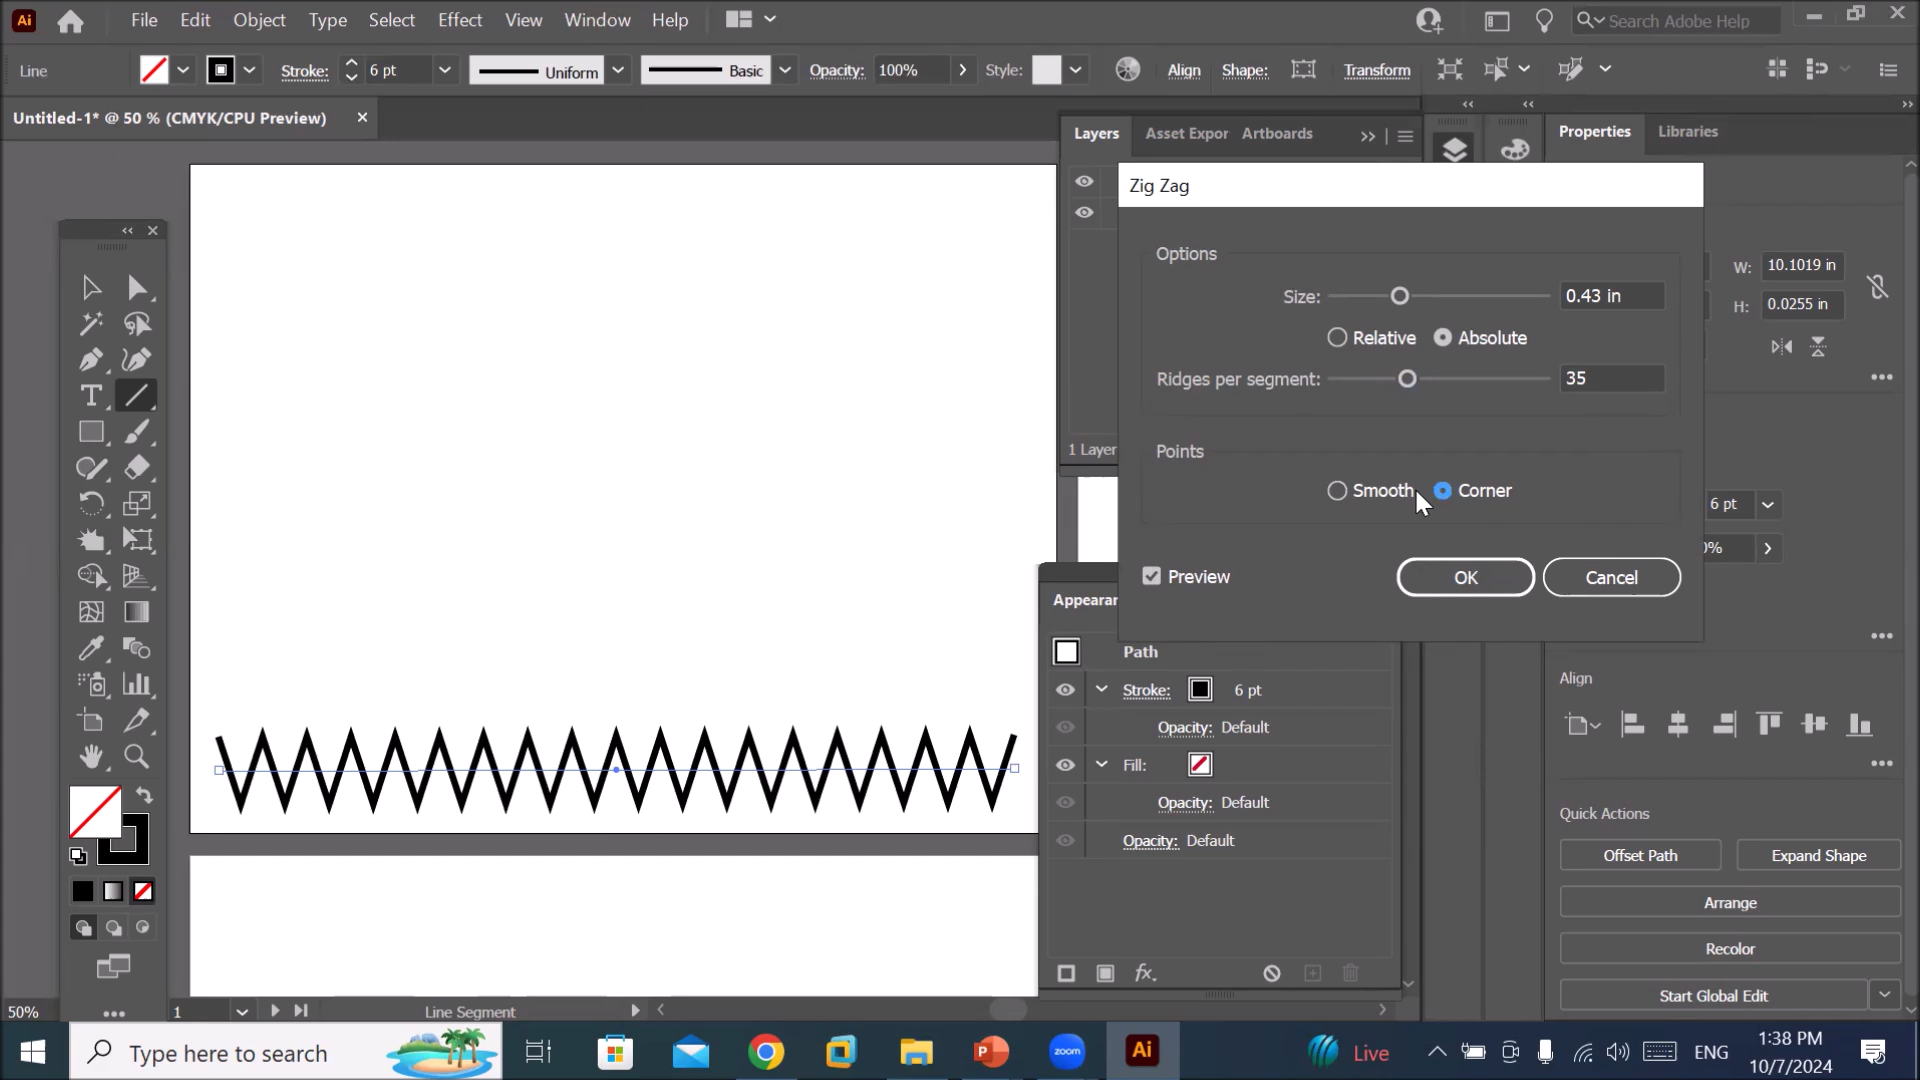 Ai File Edit Object Type Select Effect View Window Help Search Adobe Help
Line Stroke: 6 pt Uniform Basic Opacity: 100% Style: Align Shape: Transform
Untitled-1* @ 50 % (CMYK/CPU Preview)
Layers Asset Expor Artboards
Properties Libraries
Zig Zag
Options
Size: 0.43 in
Relative Absolute
Ridges per segment: 35
Points
Smooth Corner
Preview OK Cancel
W: 10.1019 in
H: 0.0255 in
1 Layer
6 pt
0%
Appearan
Path
Stroke: 6 pt
Opacity: Default
Fill:
Opacity: Default
Opacity: Default
fx.
Align
Quick Actions
Offset Path Expand Shape
Arrange
Recolor
Start Global Edit
T
50% 1 Line Segment
Type here to search
P
zoom
Ai
Live
ENG
1:38 PM
10/7/2024